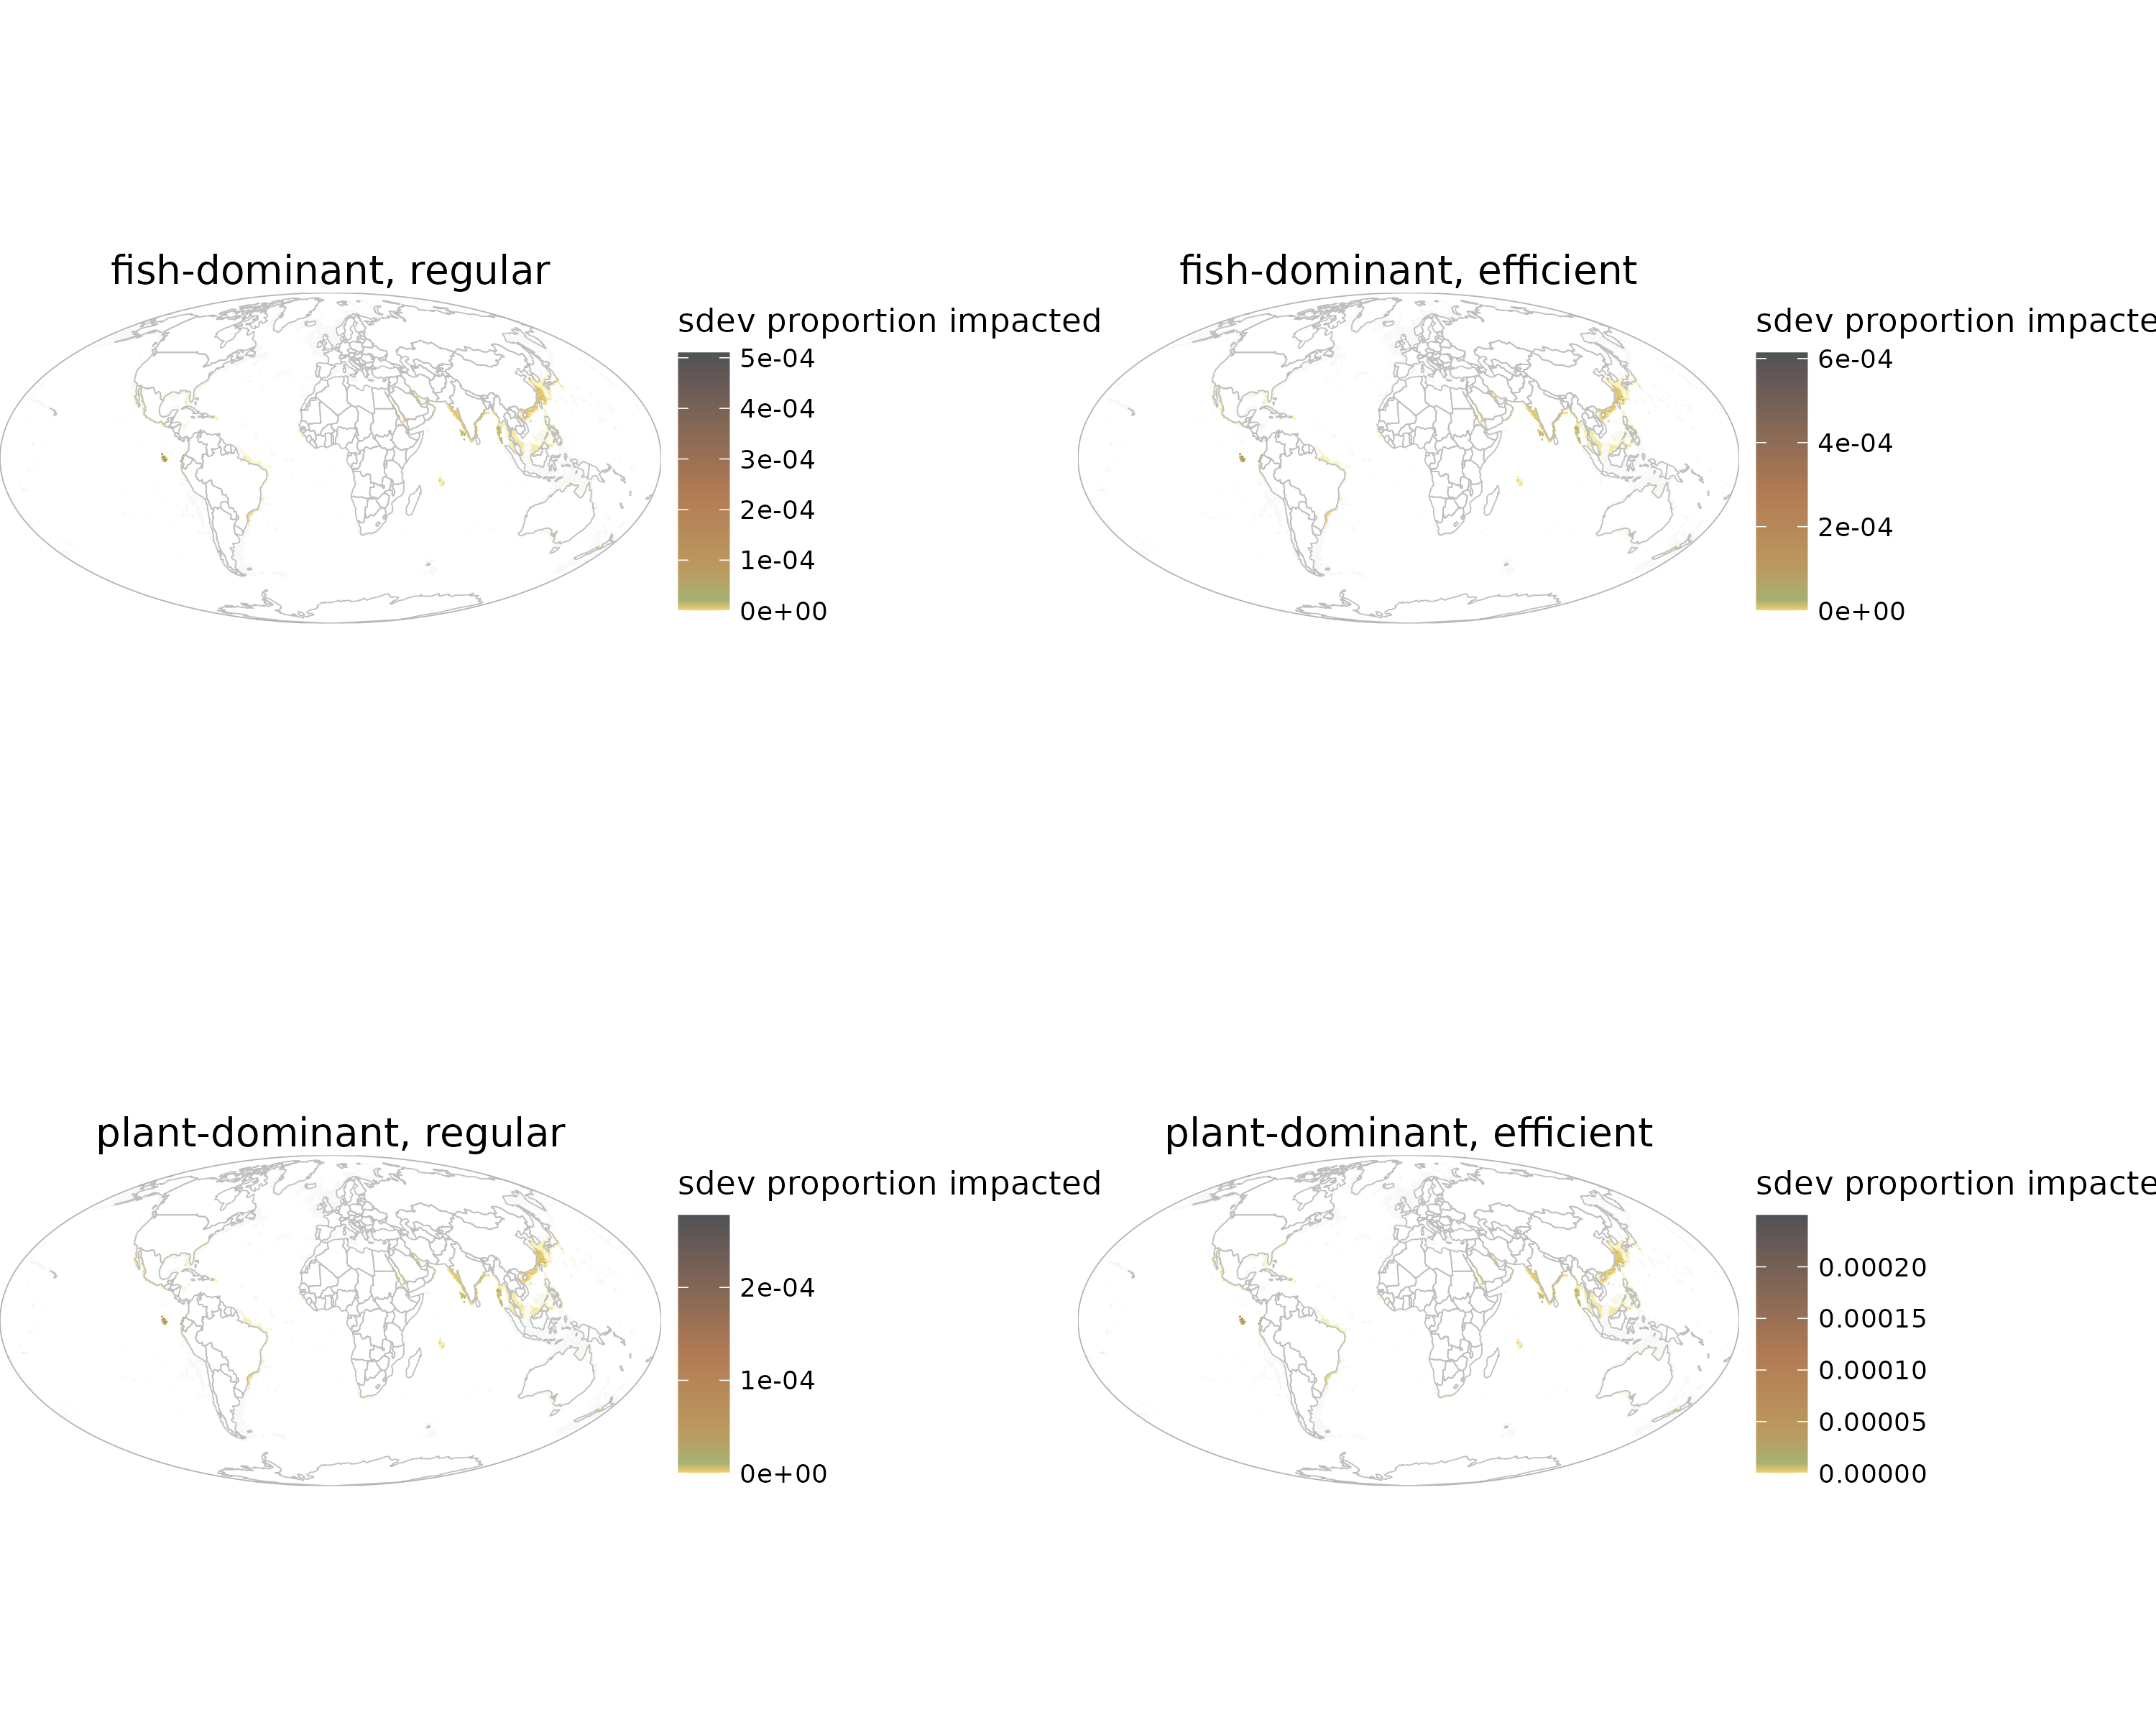 fish-dominant, regular
sdev proportion impacted
5e-04
4e-04
3e-04
2e-04
1e-04
0e+00
fish-dominant, efficient
sdev proportion impacte
6e-04
4e-04
2e-04
0e+00
plant-dominant, regular
sdev proportion impacted
2e-04
1e-04
0e+00
plant-dominant, efficient
sdev proportion impacte
0.00020
0.00015
0.00010
0.00005
0.00000